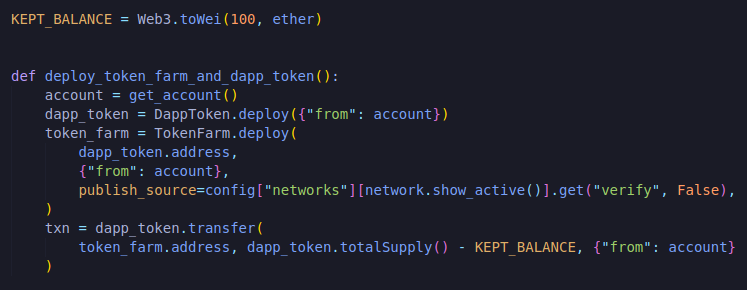 KEPT_BALANCE = Web3.toWei(100, ether)
def deploy_token_farm_and_dapp_token():
    account = get_account()
    dapp_token = DappToken.deploy({"from": account})
    token_farm = TokenFarm.deploy(
        dapp_token.address,
        {"from": account},
        publish_source=config["networks"][network.show_active()].get("verify", False),
    )
    txn = dapp_token.transfer(
        token_farm.address, dapp_token.totalSupply() - KEPT_BALANCE, {"from": account}
    )